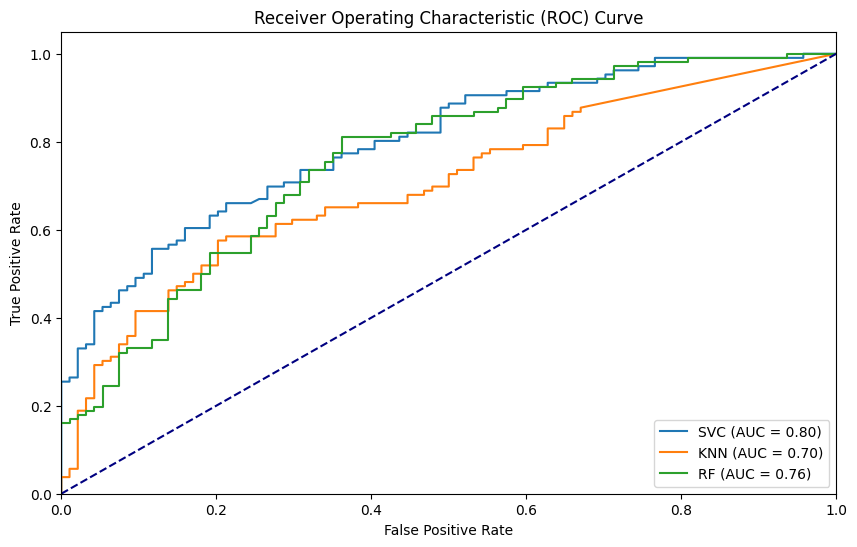 Receiver Operating Characteristic (ROC) Curve
True Positive Rate
1.0
0.8
0.6
0.4
0.2
0.0
0.0 0.2 0.4 0.6 0.8 1.0
False Positive Rate
SVC (AUC = 0.80)
KNN (AUC = 0.70)
RF (AUC = 0.76)